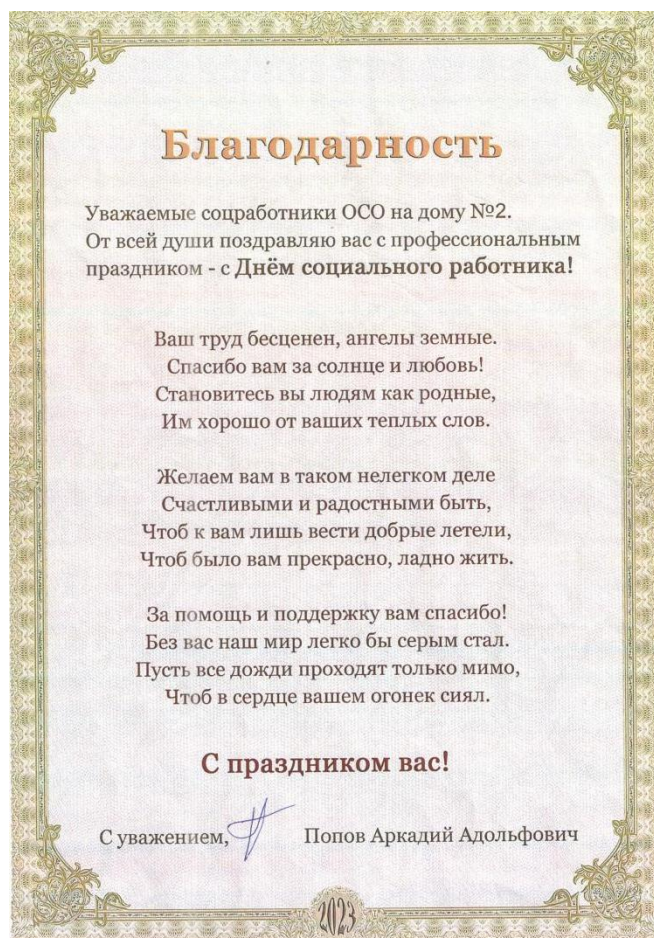 Благодарность
Уважаемые соцработники ОСО на дому №2.
От всей души поздравляю вас с профессиональным
праздником - с Днём социального работника!
Ваш труд бесценен, ангелы земные.
Спасибо вам за солнце и любовь!
Становитесь вы людям как родные,
Им хорошо от ваших теплых слов.
Желаем вам в таком нелегком деле
Счастливыми и радостными быть,
Чтоб к вам лишь вести добрые летели,
Чтоб было вам прекрасно, ладно жить.
За помощь и поддержку вам спасибо!
Без вас наш мир легко бы серым стал.
Пусть все дожди проходят только мимо,
Чтоб в сердце вашем огонек сиял.
С праздником вас!
С уважением, Попов Аркадий Адольфович
2023